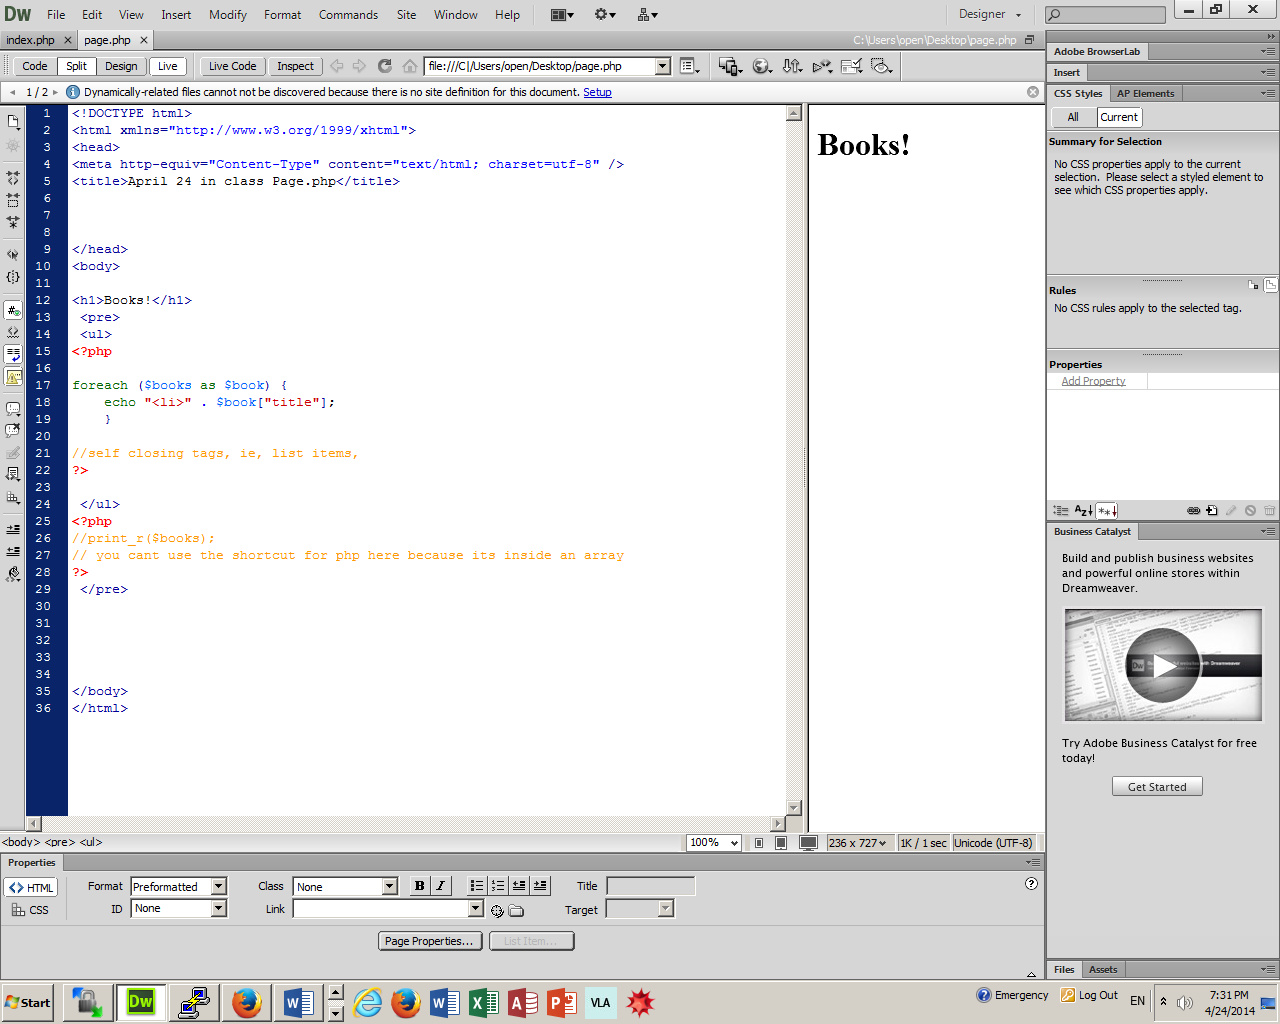 Dw File Edit View Insert Modify Format Commands Site Window Help Designer
index.php page.php C:\Users\open\Desktop\page.php
Code Split Design Live Live Code Inspect file:///C|/Users/open/Desktop/page.php
1 / 2 Dynamically-related files cannot not be discovered because there is no site definition for this document. Setup
1 <!DOCTYPE html>
2 <html xmlns="http://www.w3.org/1999/xhtml">
3 <head>
4 <meta http-equiv="Content-Type" content="text/html; charset=utf-8" />
5 <title>April 24 in class Page.php</title>
6
7
8
9 </head>
10 <body>
11
12 <h1>Books!</h1>
13 <pre>
14 <ul>
15 <?php
16
17 foreach ($books as $book) {
18 echo "<li>" . $book["title"];
19 }
20
21 //self closing tags, ie, list items,
22 ?>
23
24 </ul>
25 <?php
26 //print_r($books);
27 // you cant use the shortcut for php here because its inside an array
28 ?>
29 </pre>
30
31
32
33
34
35 </body>
36 </html>
Books!
<body> <pre> <ul> 100% 236 x 727 1K / 1 sec Unicode (UTF-8)
Properties
HTML Format Preformatted Class None B I Title
CSS ID None Link Target
Page Properties... List Item...
Adobe BrowserLab
Insert
CSS Styles AP Elements
All Current
Summary for Selection
No CSS properties apply to the current
selection. Please select a styled element to
see which CSS properties apply.
Rules
No CSS rules apply to the selected tag.
Properties
Add Property
Az
Business Catalyst
Build and publish business websites
and powerful online stores within
Dreamweaver.
Try Adobe Business Catalyst for free
today!
Get Started
Files Assets
Start Dw W W X A P VLA Emergency Log Out EN 7:31 PM
4/24/2014